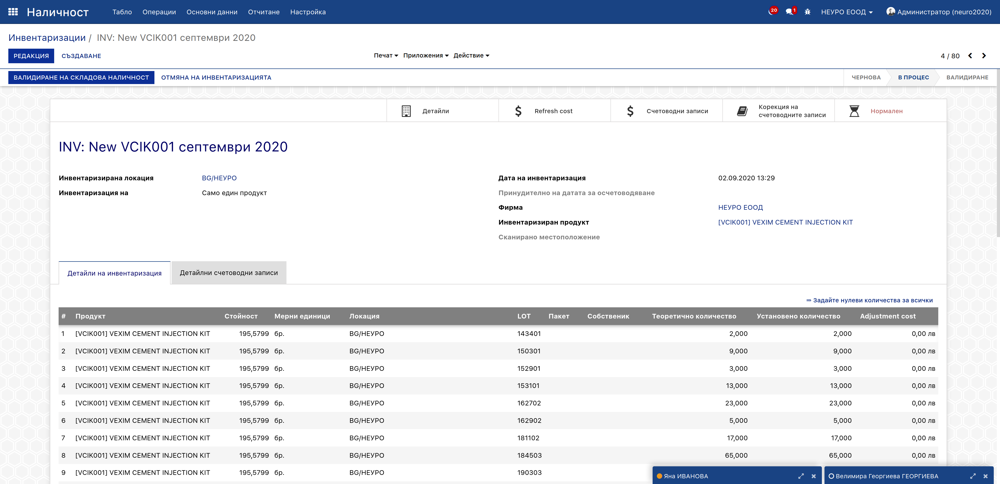 Наличност Табло Операции Основни данни Отчитане Настройка 20 1 НЕУРО ЕООД Администратор (neuro2020)
Инвентаризации / INV: New VCIK001 септември 2020
РЕДАКЦИЯ СЪЗДАВАНЕ Печат Приложения Действие 4 / 80
ВАЛИДИРАНЕ НА СКЛАДОВА НАЛИЧНОСТ ОТМЯНА НА ИНВЕНТАРИЗАЦИЯТА ЧЕРНОВА В ПРОЦЕС ВАЛИДИРАНЕ
Детайли Refresh cost Счетоводни записи Корекция на счетоводните записи Нормален
INV: New VCIK001 септември 2020
Инвентаризирана локация BG/НЕУРО Дата на инвентаризация 02.09.2020 13:29
Инвентаризация на Само един продукт Принудително на датата за осчетоводяване
Фирма НЕУРО ЕООД
Инвентаризиран продукт [VCIK001] VEXIM CEMENT INJECTION KIT
Сканирано местоположение
Детайли на инвентаризация Детайлни счетоводни записи
⇒ Задайте нулеви количества за всички
# Продукт Стойност Мерни единици Локация LOT Пакет Собственик Теоретично количество Установено количество Adjustment cost
1 [VCIK001] VEXIM CEMENT INJECTION KIT 195,5799 бр. BG/НЕУРО 143401 2,000 2,000 0,00 лв
2 [VCIK001] VEXIM CEMENT INJECTION KIT 195,5799 бр. BG/НЕУРО 150301 9,000 9,000 0,00 лв
3 [VCIK001] VEXIM CEMENT INJECTION KIT 195,5799 бр. BG/НЕУРО 152901 3,000 3,000 0,00 лв
4 [VCIK001] VEXIM CEMENT INJECTION KIT 195,5799 бр. BG/НЕУРО 153101 13,000 13,000 0,00 лв
5 [VCIK001] VEXIM CEMENT INJECTION KIT 195,5799 бр. BG/НЕУРО 162702 23,000 23,000 0,00 лв
6 [VCIK001] VEXIM CEMENT INJECTION KIT 195,5799 бр. BG/НЕУРО 162902 5,000 5,000 0,00 лв
7 [VCIK001] VEXIM CEMENT INJECTION KIT 195,5799 бр. BG/НЕУРО 181102 17,000 17,000 0,00 лв
8 [VCIK001] VEXIM CEMENT INJECTION KIT 195,5799 бр. BG/НЕУРО 184503 65,000 65,000 0,00 лв
9 [VCIK001] VEXIM CEMENT INJECTION KIT 195,5799 бр. BG/НЕУРО 190303
Яна ИВАНОВА Велимира Георгиева ГЕОРГИЕВА